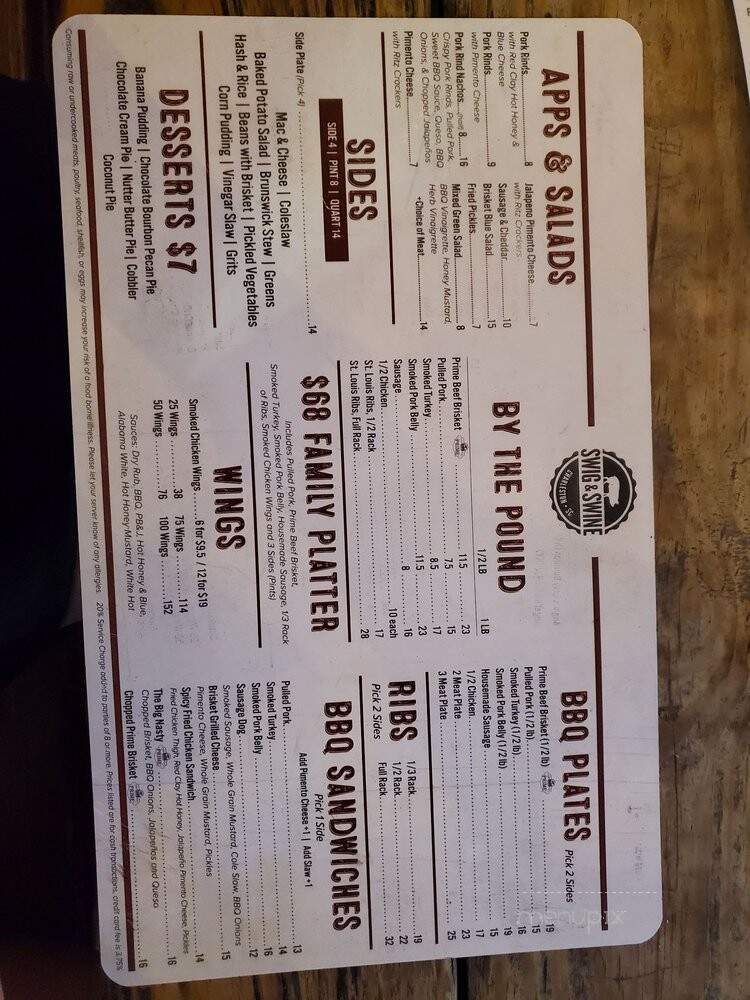 SWIG & SWINE
CHARLESTON • SC
APPS & SALADS
Pork Rinds 8
with Red Clay Hot Honey &
Blue Cheese
Pork Rinds 9
with Pimento Cheese
Pork Rind Nachos 8 16
Crispy Pork Rinds, Pulled Pork,
Sweet BBQ Sauce, Queso, BBQ
Onions, & Chopped Jalapeños
Pimento Cheese 7
with Ritz Crackers
Jalapeno Pimento Cheese 7
with Ritz Crackers
Sausage & Cheddar 10
Brisket Blue Salad 15
Fried Pickles 7
Mixed Green Salad 8
BBQ Vinaigrette, Honey Mustard,
Herb Vinaigrette
•Choice of Meat 14
SIDES
SIDE 4 | PINT 8 | QUART 14
Side Plate (Pick 4) 14
Mac & Cheese | Coleslaw
Baked Potato Salad | Brunswick Stew | Greens
Hash & Rice | Beans with Brisket | Pickled Vegetables
Corn Pudding | Vinegar Slaw | Grits
DESSERTS $7
Banana Pudding | Chocolate Bourbon Pecan Pie
Chocolate Cream Pie | Nutter Butter Pie | Cobbler
Coconut Pie
BY THE POUND
1/2 LB 1 LB
Prime Beef Brisket 11.5 23
Pulled Pork 7.5 15
Smoked Turkey 8.5 17
Smoked Pork Belly 11.5 23
Sausage 8 16
1/2 Chicken 10 each
St. Louis Ribs, 1/2 Rack 17
St. Louis Ribs, Full Rack 28
$68 FAMILY PLATTER
Includes Pulled Pork, Prime Beef Brisket,
Smoked Turkey, Smoked Pork Belly, Housemade Sausage, 1/3 Rack
of Ribs, Smoked Chicken Wings and 3 Sides (Pints)
WINGS
Smoked Chicken Wings 6 for $9.5 / 12 for $19
25 Wings 38 75 Wings 114
50 Wings 76 100 Wings 152
Sauces: Dry Rub, BBQ, PB&J, Hot Honey & Blue,
Alabama White, Hot Honey Mustard, White Hot
BBQ PLATES Pick 2 Sides
Prime Beef Brisket (1/2 lb) 19
Pulled Pork (1/2 lb) 15
Smoked Turkey (1/2 lb) 16
Smoked Pork Belly (1/2 lb) 19
Housemade Sausage 15
1/2 Chicken 17
2 Meat Plate 23
3 Meat Plate 25
RIBS
Pick 2 Sides
1/3 Rack 19
1/2 Rack 22
Full Rack 32
BBQ SANDWICHES
Pick 1 Side
Add Pimento Cheese +1 | Add Slaw +1
Pulled Pork 13
Smoked Turkey 14
Smoked Pork Belly 16
Sausage Dog 12
Smoked Sausage, Whole Grain Mustard, Cole Slaw, BBQ Onions
Brisket Grilled Cheese 15
Pimento Cheese, Whole Grain Mustard, Pickles
Spicy Fried Chicken Sandwich 14
Fried Chicken Thigh, Red Clay Hot Honey, Jalapeño Pimento Cheese, Pickles
The Big Nasty 16
Chopped Brisket, BBQ Onions, Jalapeños and Queso
Chopped Prime Brisket 16
Consuming raw or undercooked meats, poultry, seafood, shellfish, or eggs may increase your risk of a food borne illness. Please let your server know of any allergies. 20% Service Charge added to parties of 8 or more. Prices listed are for cash transactions, credit card fee is 3.75%
menupix